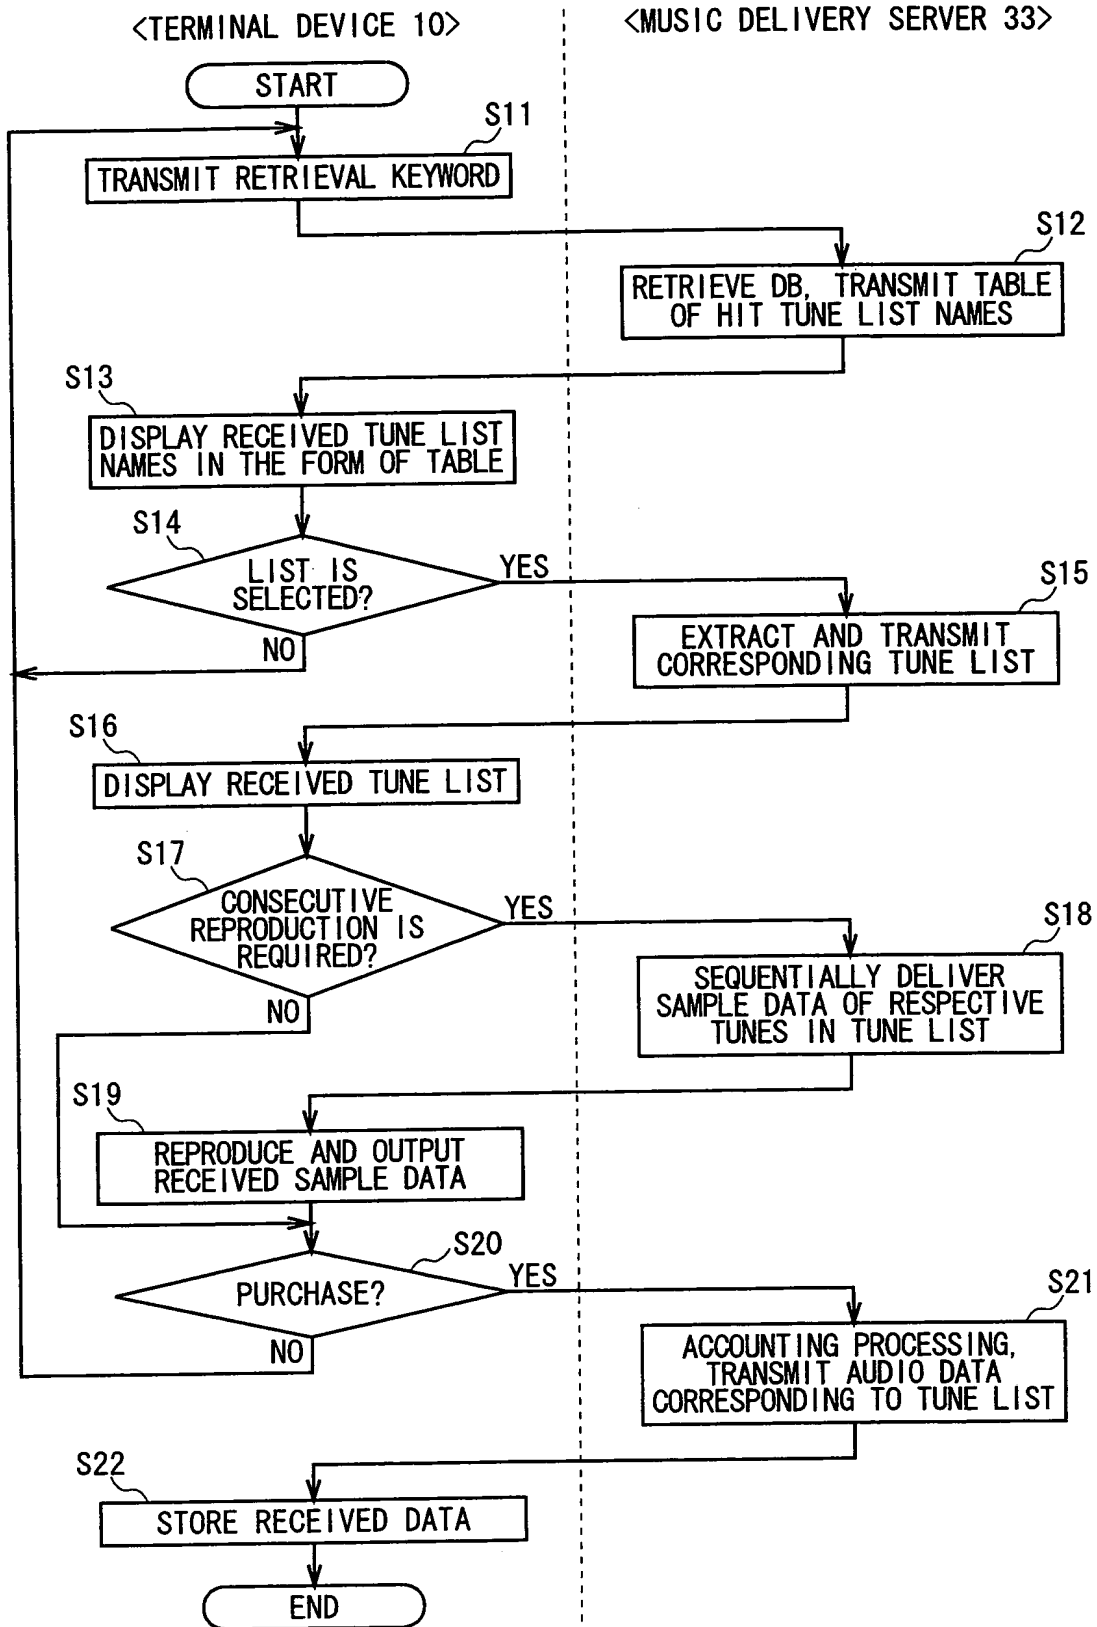 <TERMINAL DEVICE 10>
<MUSIC DELIVERY SERVER 33>
START
S11
TRANSMIT RETRIEVAL KEYWORD
S12
RETRIEVE DB, TRANSMIT TABLE
OF HIT TUNE LIST NAMES
S13
DISPLAY RECEIVED TUNE LIST
NAMES IN THE FORM OF TABLE
S14
LIST IS
SELECTED?
YES
NO
S15
EXTRACT AND TRANSMIT
CORRESPONDING TUNE LIST
S16
DISPLAY RECEIVED TUNE LIST
S17
CONSECUTIVE
REPRODUCTION IS
REQUIRED?
YES
NO
S18
SEQUENTIALLY DELIVER
SAMPLE DATA OF RESPECTIVE
TUNES IN TUNE LIST
S19
REPRODUCE AND OUTPUT
RECEIVED SAMPLE DATA
S20
PURCHASE?
YES
NO
S21
ACCOUNTING PROCESSING,
TRANSMIT AUDIO DATA
CORRESPONDING TO TUNE LIST
S22
STORE RECEIVED DATA
END